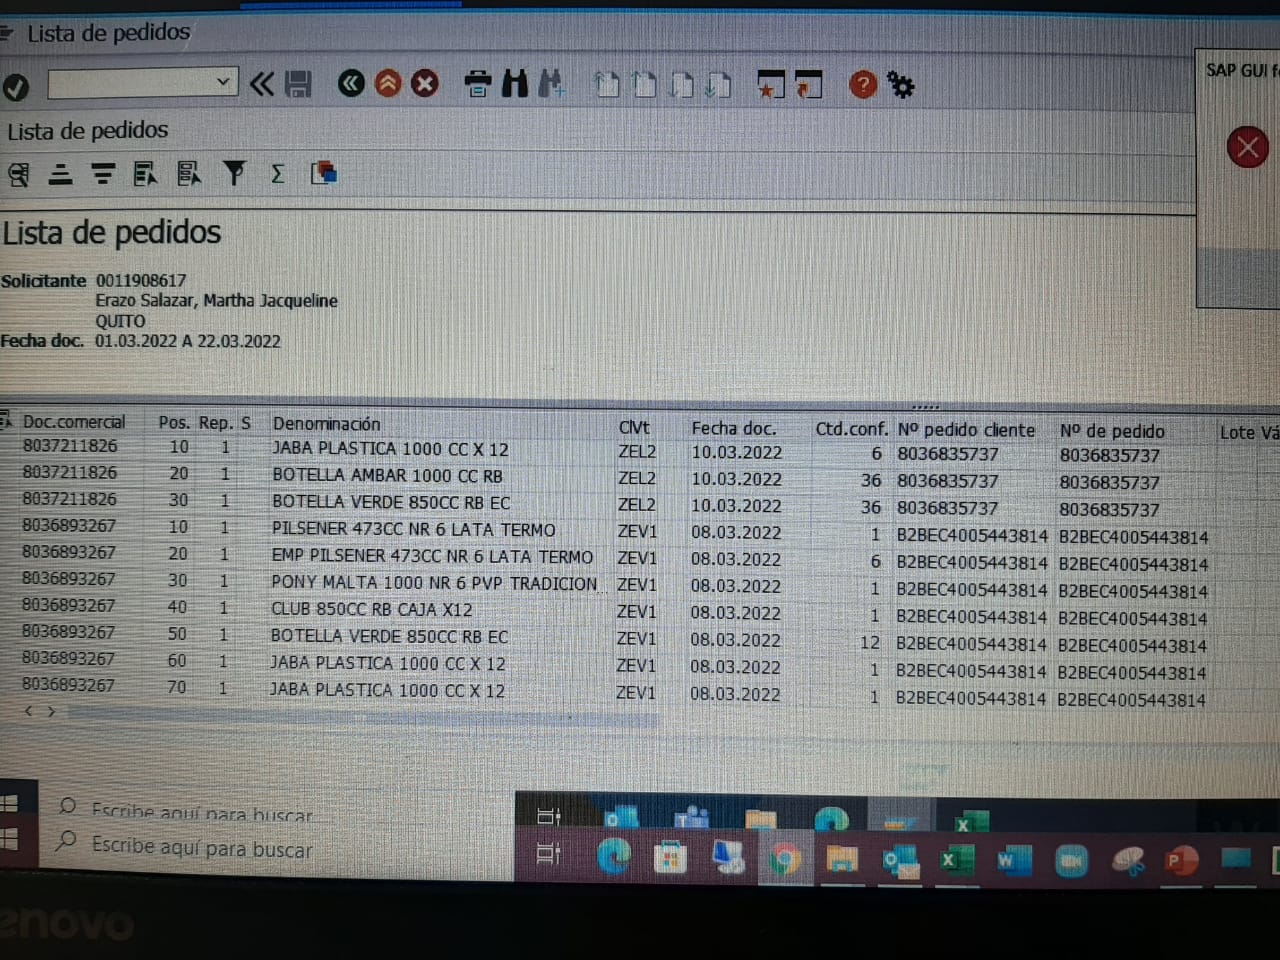 Lista de pedidos
SAP GUI f
Lista de pedidos
Lista de pedidos
Solicitante 0011908617
Erazo Salazar, Martha Jacqueline
QUITO
Fecha doc. 01.03.2022 A 22.03.2022
Doc.comercial Pos. Rep. S Denominación ClVt Fecha doc. Ctd.conf. Nº pedido cliente Nº de pedido Lote Vá
8037211826 10 1 JABA PLASTICA 1000 CC X 12 ZEL2 10.03.2022 6 8036835737 8036835737
8037211826 20 1 BOTELLA AMBAR 1000 CC RB ZEL2 10.03.2022 36 8036835737 8036835737
8037211826 30 1 BOTELLA VERDE 850CC RB EC ZEL2 10.03.2022 36 8036835737 8036835737
8036893267 10 1 PILSENER 473CC NR 6 LATA TERMO ZEV1 08.03.2022 1 B2BEC4005443814 B2BEC4005443814
8036893267 20 1 EMP PILSENER 473CC NR 6 LATA TERMO ZEV1 08.03.2022 6 B2BEC4005443814 B2BEC4005443814
8036893267 30 1 PONY MALTA 1000 NR 6 PVP TRADICION ZEV1 08.03.2022 1 B2BEC4005443814 B2BEC4005443814
8036893267 40 1 CLUB 850CC RB CAJA X12 ZEV1 08.03.2022 1 B2BEC4005443814 B2BEC4005443814
8036893267 50 1 BOTELLA VERDE 850CC RB EC ZEV1 08.03.2022 12 B2BEC4005443814 B2BEC4005443814
8036893267 60 1 JABA PLASTICA 1000 CC X 12 ZEV1 08.03.2022 1 B2BEC4005443814 B2BEC4005443814
8036893267 70 1 JABA PLASTICA 1000 CC X 12 ZEV1 08.03.2022 1 B2BEC4005443814 B2BEC4005443814
Escribe aquí para buscar
Escribe aquí para buscar
enovo